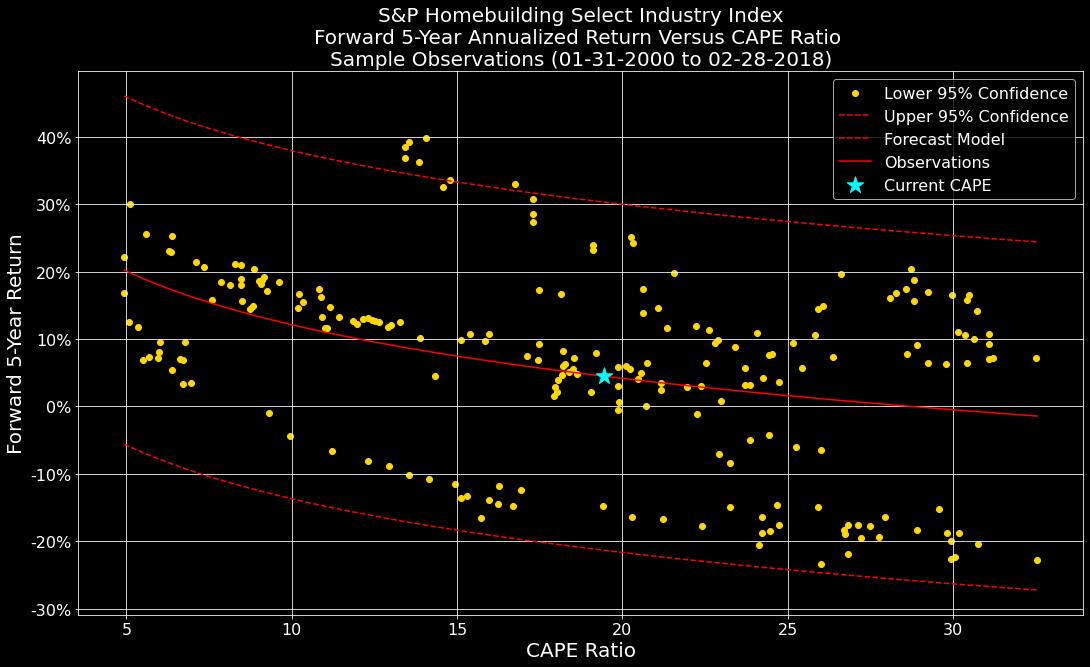 S&P Homebuilding Select Industry Index
Forward 5-Year Annualized Return Versus CAPE Ratio
Sample Observations (01-31-2000 to 02-28-2018)
Lower 95% Confidence
Upper 95% Confidence
Forecast Model
Observations
Current CAPE
Forward 5-Year Return
40%
30%
20%
10%
0%
-10%
-20%
-30%
5
10
15
20
25
30
CAPE Ratio